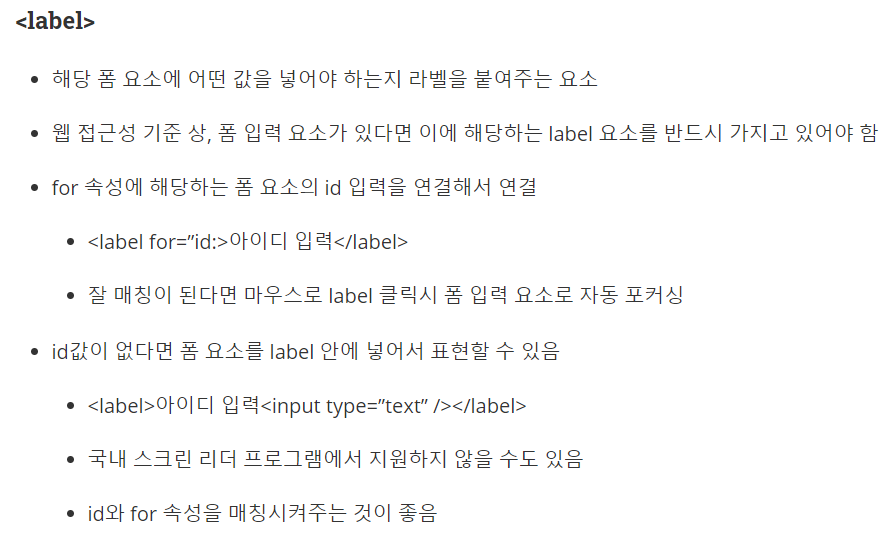 <label>
해당 폼 요소에 어떤 값을 넣어야 하는지 라벨을 붙여주는 요소
웹 접근성 기준 상, 폼 입력 요소가 있다면 이에 해당하는 label 요소를 반드시 가지고 있어야 함
for 속성에 해당하는 폼 요소의 id 입력을 연결해서 연결
<label for=”id:>아이디 입력</label>
잘 매칭이 된다면 마우스로 label 클릭시 폼 입력 요소로 자동 포커싱
id값이 없다면 폼 요소를 label 안에 넣어서 표현할 수 있음
<label>아이디 입력<input type=”text” /></label>
국내 스크린 리더 프로그램에서 지원하지 않을 수도 있음
id와 for 속성을 매칭시켜주는 것이 좋음